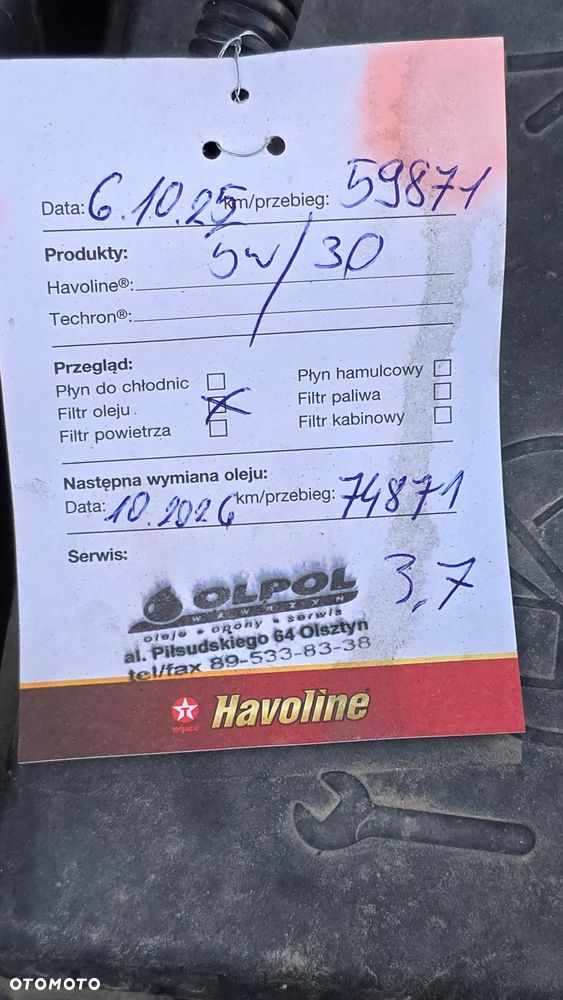 Data: 6.10.25 km/przebieg: 59871
Produkty: 5w/30
Havoline®:
Techron®:
Przegląd:
Płyn do chłodnic
Płyn hamulcowy
Filtr oleju
Filtr paliwa
Filtr powietrza
Filtr kabinowy
Następna wymiana oleju:
Data: 10.2026 km/przebieg: 74871
Serwis:
3,7
OLPOL
WAWRZYN
oleje • opony • serwis
al. Piłsudskiego 64 Olsztyn
tel/fax 89-533-83-38
TEXACO
Havoline
OTOMOTO